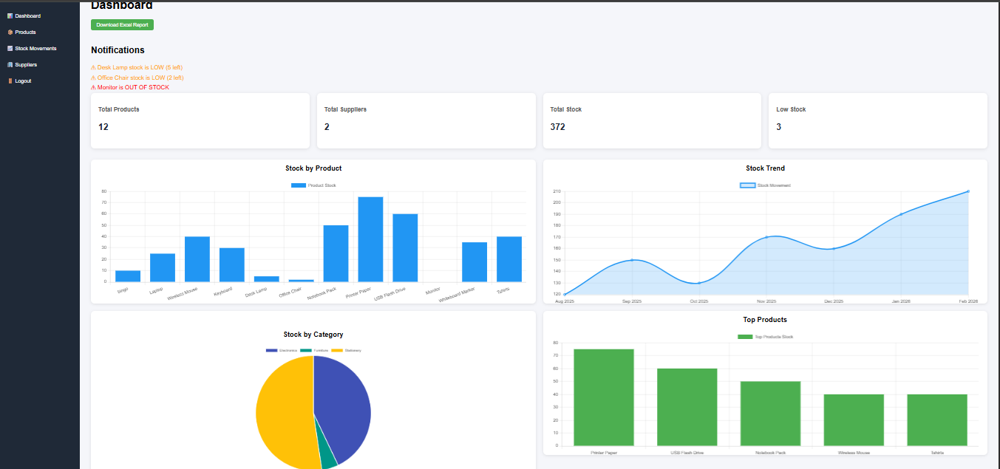 Dashboard
Dashboard
Products
Stock Movements
Suppliers
Logout
Download Excel Report
Notifications
⚠ Desk Lamp stock is LOW (5 left)
⚠ Office Chair stock is LOW (2 left)
⚠ Monitor is OUT OF STOCK
Total Products
12
Total Suppliers
2
Total Stock
372
Low Stock
3
Stock by Product
Product Stock
80
70
60
50
40
30
20
10
0
Laptop
Wireless Mouse
Keyboard
Desk Lamp
Office Chair
Notebook Pack
Printer Paper
USB Flash Drive
Monitor
Whiteboard Marker
Tshirts
Stock Trend
Stock Movement
210
200
190
180
170
160
150
140
130
120
Aug 2025
Sep 2025
Oct 2025
Nov 2025
Dec 2025
Jan 2026
Feb 2026
Stock by Category
Electronics
Furniture
Stationery
Top Products
Top Products Stock
80
70
60
50
40
30
20
10
0
Printer Paper
USB Flash Drive
Notebook Pack
Wireless Mouse
Tshirts